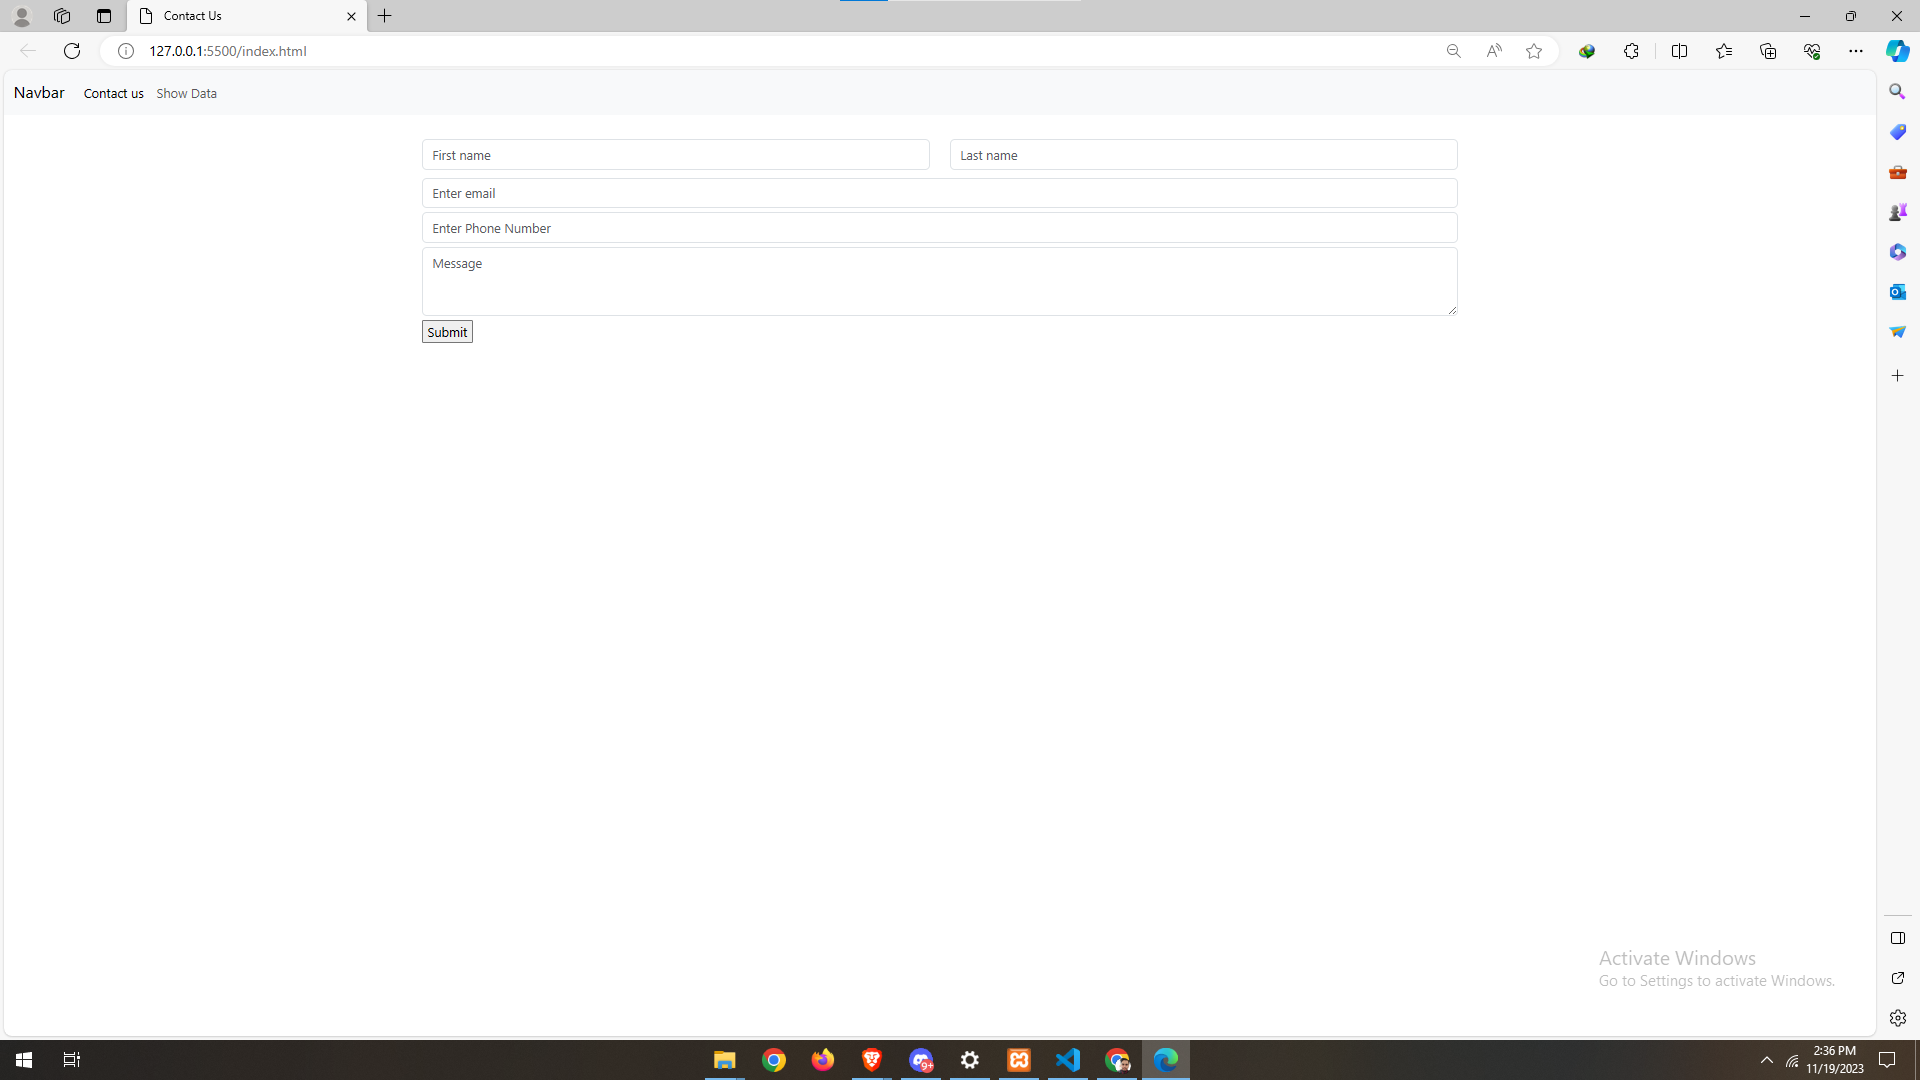 Contact Us
127.0.0.1:5500/index.html
Navbar Contact us Show Data
First name Last name
Enter email
Enter Phone Number
Message
Submit
Activate Windows
Go to Settings to activate Windows.
9+
2:36 PM
11/19/2023